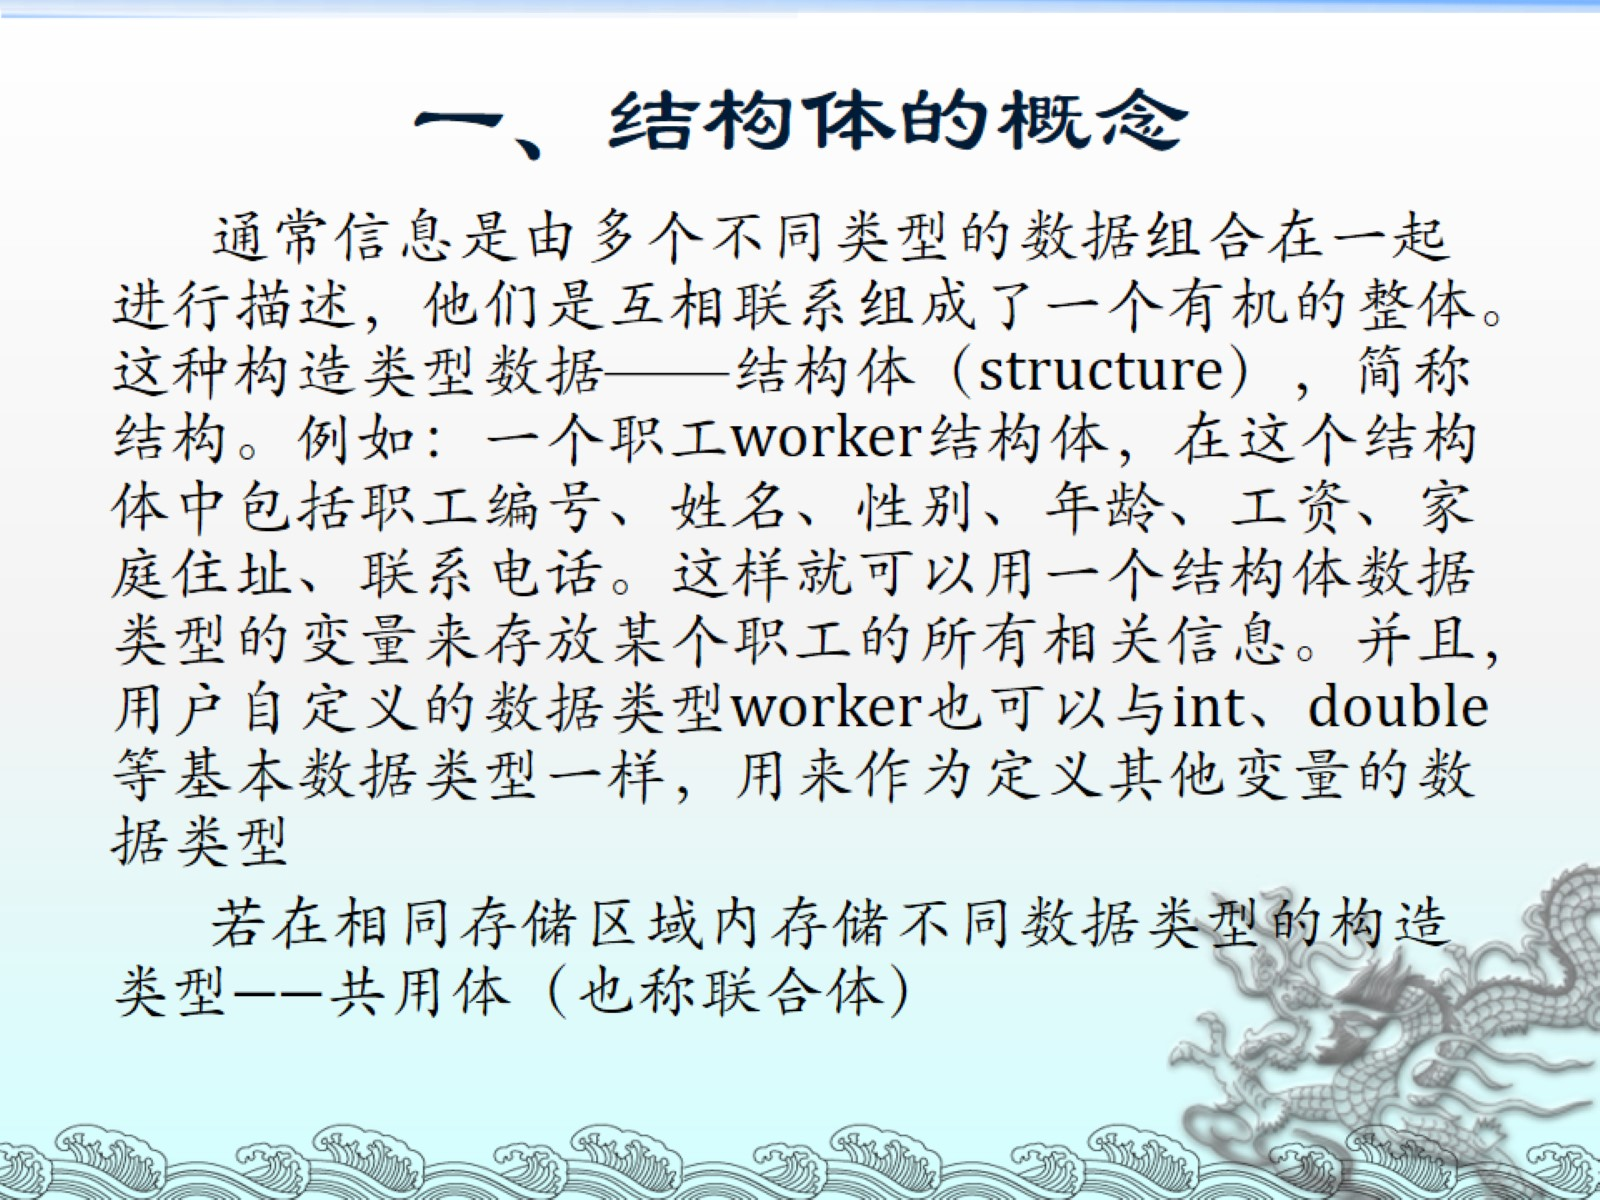 一、结构体的概念
通常信息是由多个不同类型的数据组合在一起
进行描述，他们是互相联系组成了一个有机的整体。
这种构造类型数据——结构体（structure），简称
结构。例如：一个职工worker结构体，在这个结构
体中包括职工编号、姓名、性别、年龄、工资、家
庭住址、联系电话。这样就可以用一个结构体数据
类型的变量来存放某个职工的所有相关信息。并且，
用户自定义的数据类型worker也可以与int、double
等基本数据类型一样，用来作为定义其他变量的数
据类型
若在相同存储区域内存储不同数据类型的构造
类型——共用体（也称联合体）